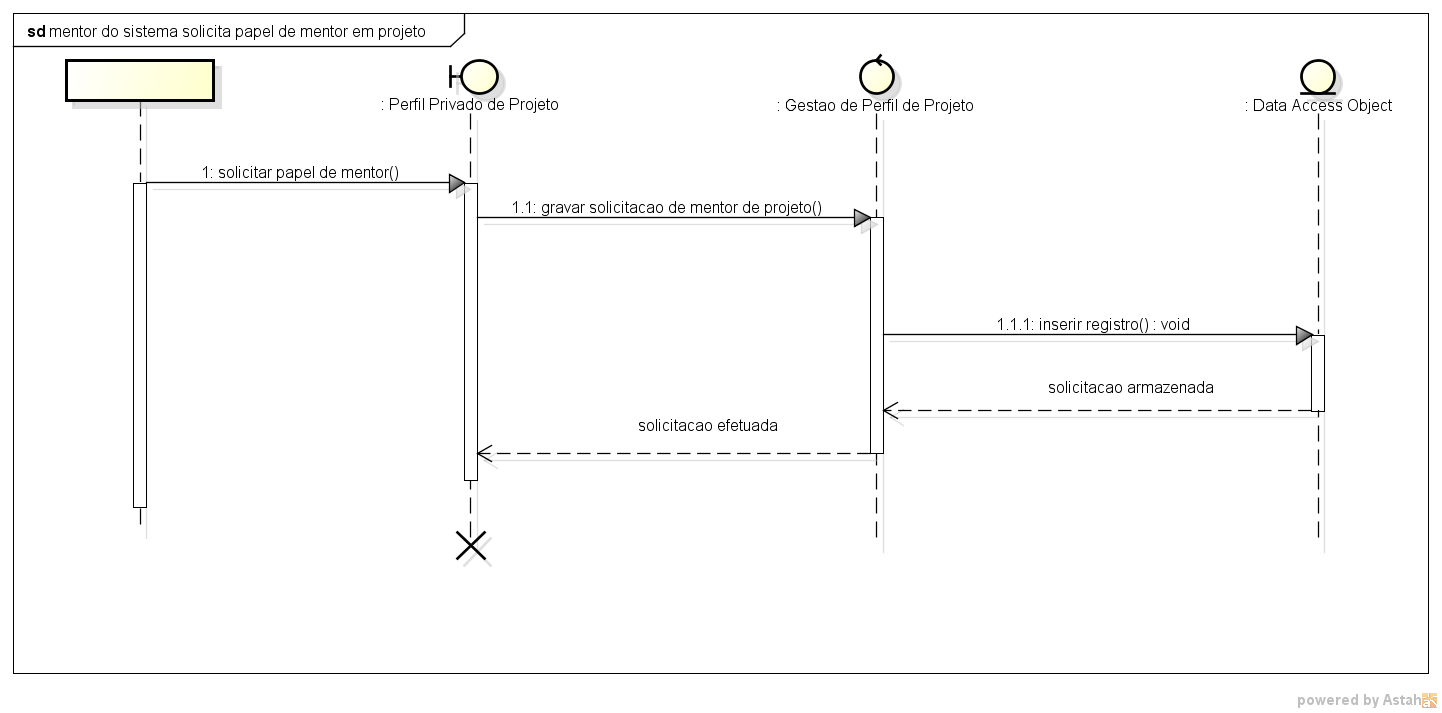 sd mentor do sistema solicita papel de mentor em projeto
: Perfil Privado de Projeto
: Gestao de Perfil de Projeto
: Data Access Object
1: solicitar papel de mentor()
1.1: gravar solicitacao de mentor de projeto()
1.1.1: inserir registro() : void
solicitacao armazenada
solicitacao efetuada
powered by Astah